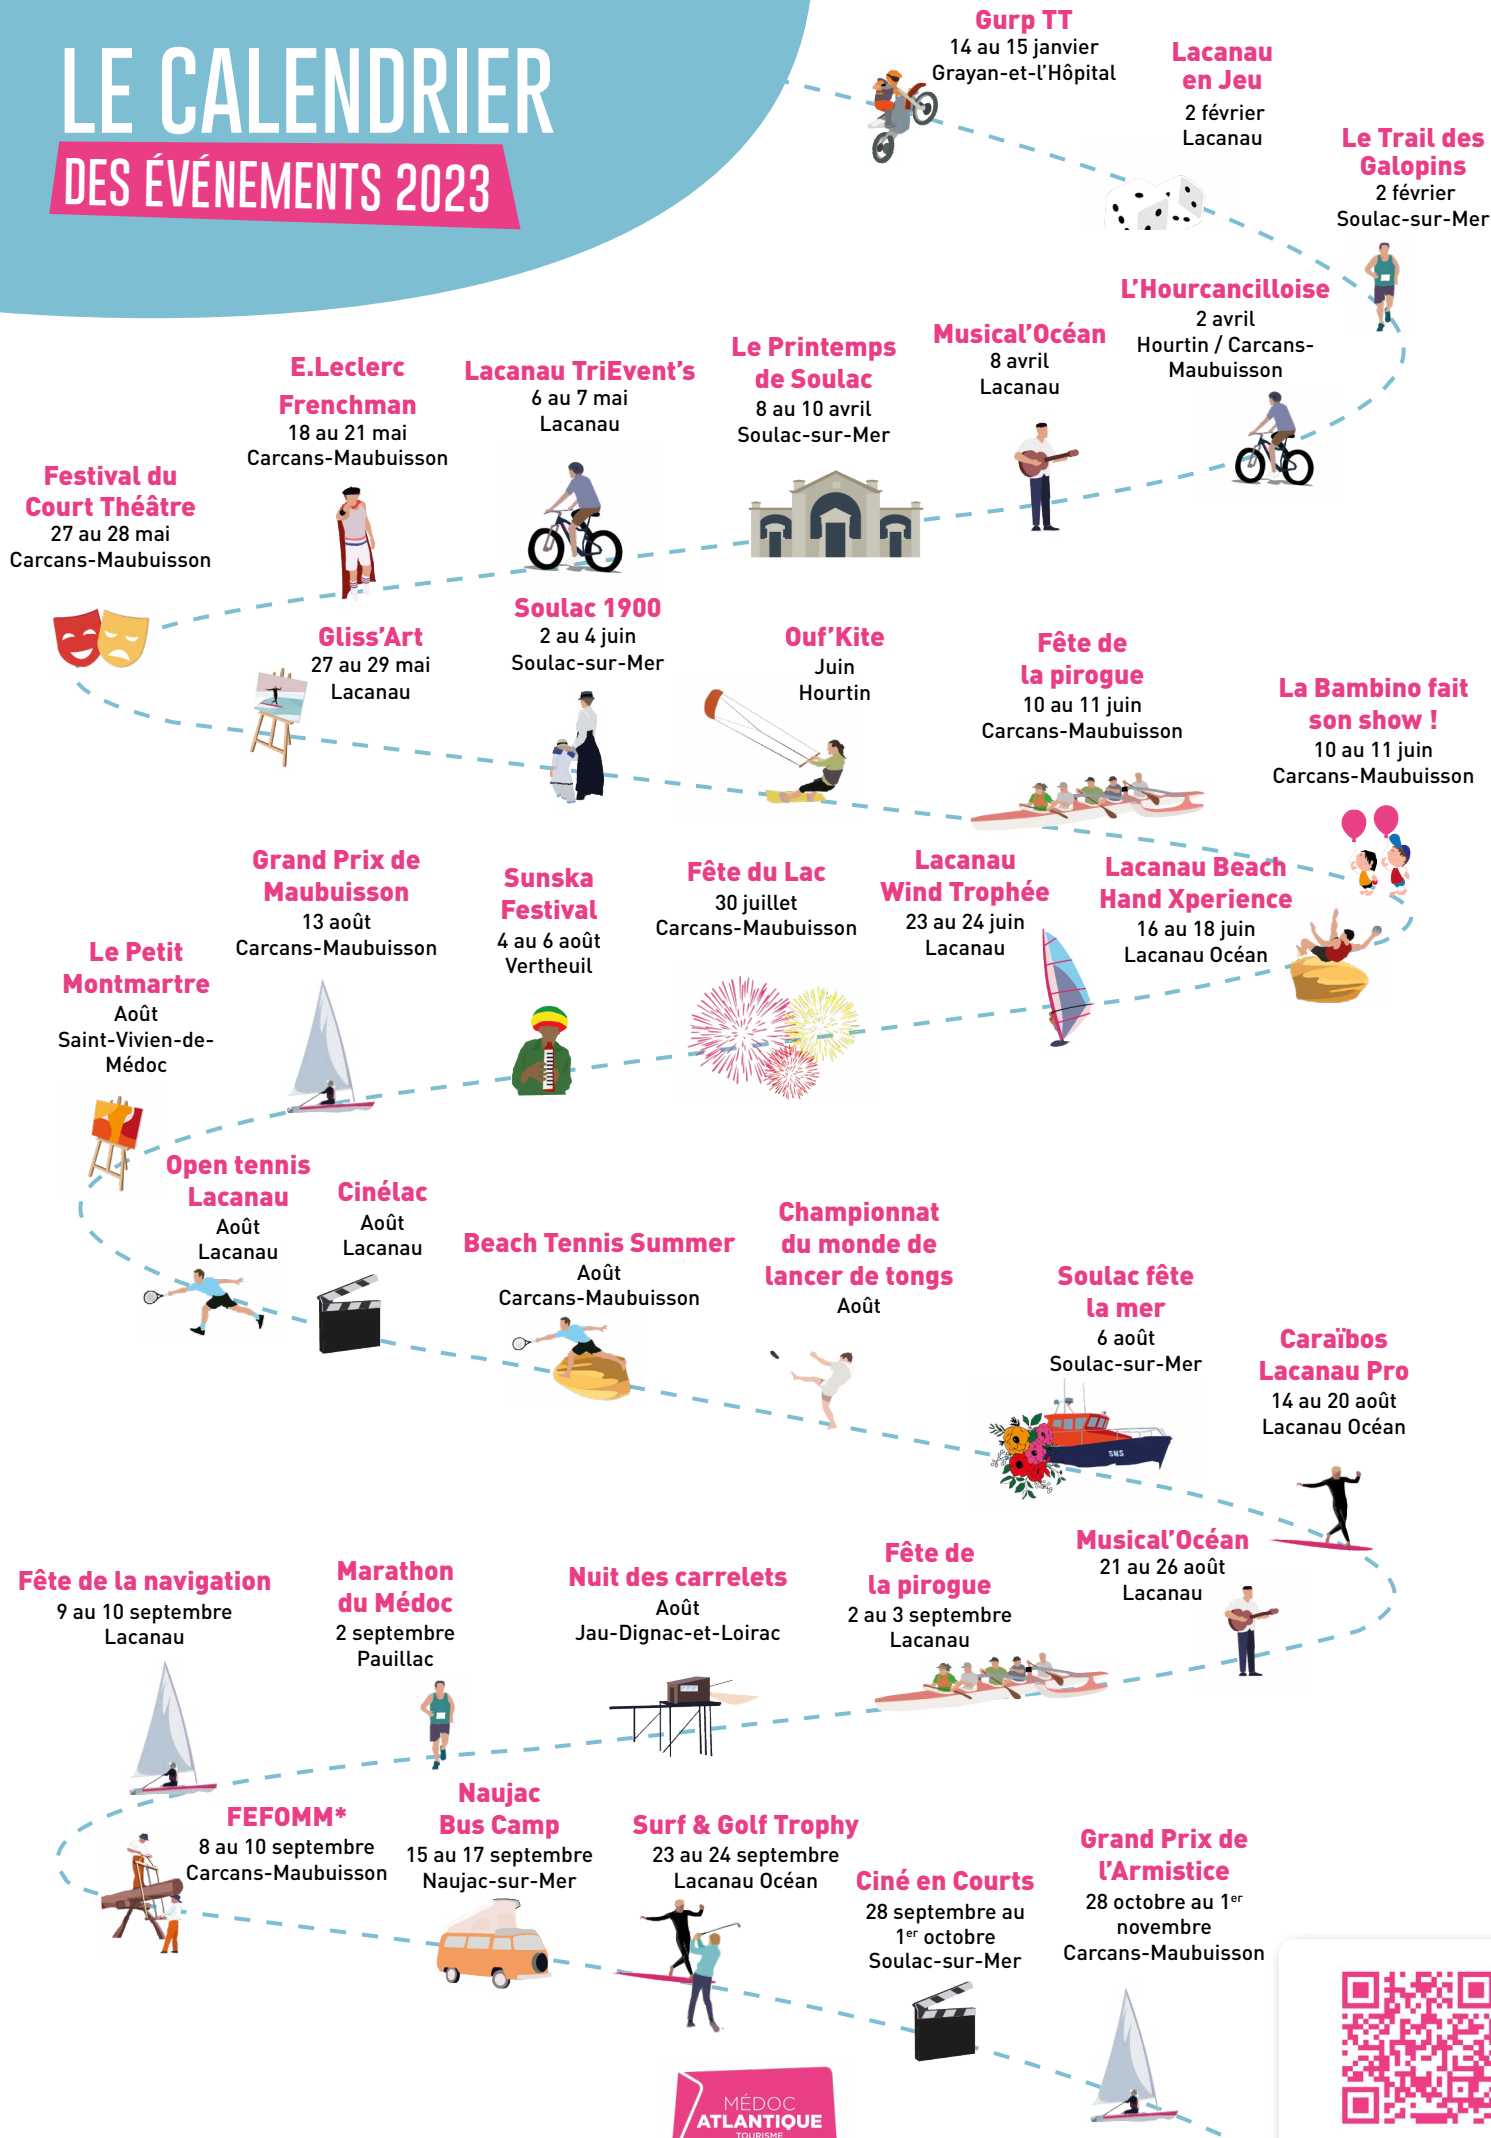 LE CALENDRIER
DES ÉVÉNEMENTS 2023
Gurp TT
14 au 15 janvier
Grayan-et-l'Hôpital
Lacanau
en Jeu
2 février
Lacanau
Le Trail des
Galopins
2 février
Soulac-sur-Mer
L'Hourcancilloise
2 avril
Hourtin / Carcans-
Maubuisson
Musical'Océan
8 avril
Lacanau
Le Printemps
de Soulac
8 au 10 avril
Soulac-sur-Mer
Lacanau TriEvent's
6 au 7 mai
Lacanau
E.Leclerc
Frenchman
18 au 21 mai
Carcans-Maubuisson
Festival du
Court Théâtre
27 au 28 mai
Carcans-Maubuisson
Gliss'Art
27 au 29 mai
Lacanau
Soulac 1900
2 au 4 juin
Soulac-sur-Mer
Ouf'Kite
Juin
Hourtin
Fête de
la pirogue
10 au 11 juin
Carcans-Maubuisson
La Bambino fait
son show !
10 au 11 juin
Carcans-Maubuisson
Lacanau Beach
Hand Xperience
16 au 18 juin
Lacanau Océan
Lacanau
Wind Trophée
23 au 24 juin
Lacanau
Fête du Lac
30 juillet
Carcans-Maubuisson
Sunska
Festival
4 au 6 août
Vertheuil
Grand Prix de
Maubuisson
13 août
Carcans-Maubuisson
Le Petit
Montmartre
Août
Saint-Vivien-de-
Médoc
Open tennis
Lacanau
Août
Lacanau
Cinélac
Août
Lacanau
Beach Tennis Summer
Août
Carcans-Maubuisson
Championnat
du monde de
lancer de tongs
Août
Soulac fête
la mer
6 août
Soulac-sur-Mer
SNS
Caraïbos
Lacanau Pro
14 au 20 août
Lacanau Océan
Musical'Océan
21 au 26 août
Lacanau
Fête de
la pirogue
2 au 3 septembre
Lacanau
Nuit des carrelets
Août
Jau-Dignac-et-Loirac
Marathon
du Médoc
2 septembre
Pauillac
Fête de la navigation
9 au 10 septembre
Lacanau
FEFOMM*
8 au 10 septembre
Carcans-Maubuisson
Naujac
Bus Camp
15 au 17 septembre
Naujac-sur-Mer
Surf & Golf Trophy
23 au 24 septembre
Lacanau Océan
Ciné en Courts
28 septembre au
1er octobre
Soulac-sur-Mer
Grand Prix de
l'Armistice
28 octobre au 1er
novembre
Carcans-Maubuisson
MÉDOC
ATLANTIQUE
TOURISME